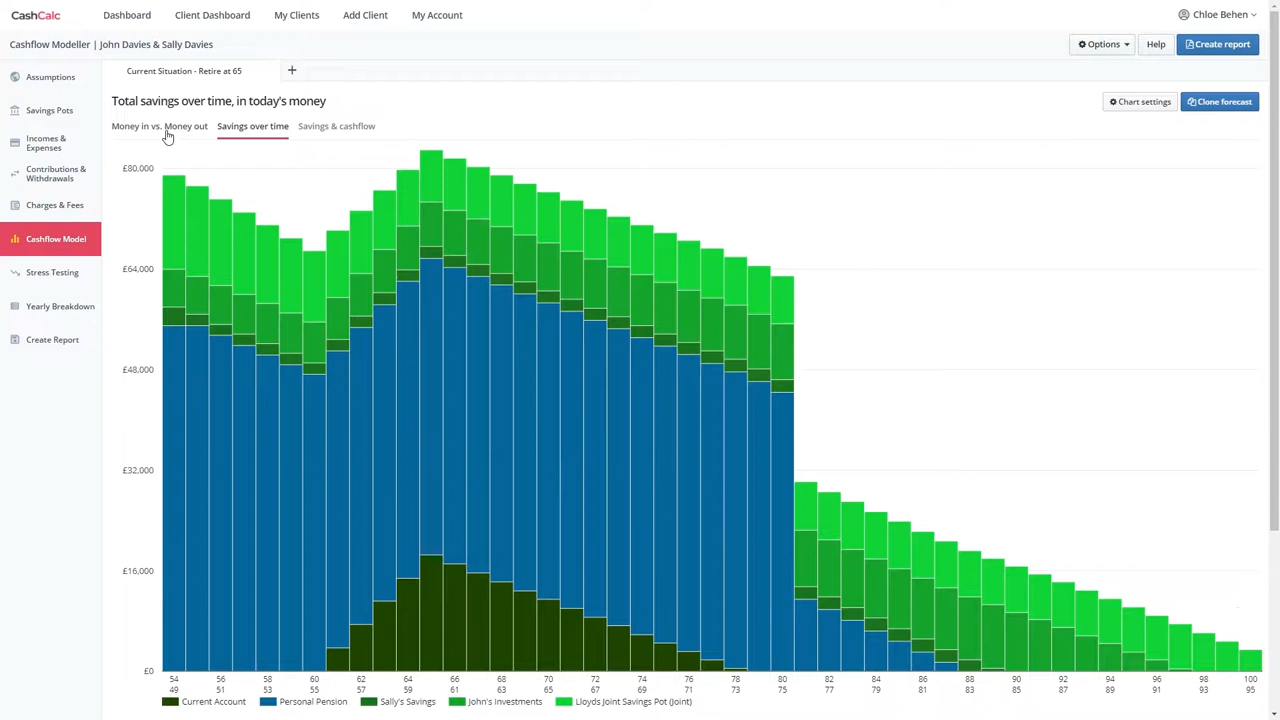 CashCalc Dashboard Client Dashboard My Clients Add Client My Account Chloe Behen
Cashflow Modeller | John Davies & Sally Davies Options Help Create report
Assumptions
Savings Pots
Incomes &
Expenses
Contributions &
Withdrawals
Charges & Fees
Cashflow Model
Stress Testing
Yearly Breakdown
Create Report
Current Situation - Retire at 65 +
Total savings over time, in today's money Chart settings Clone forecast
Money in vs. Money out Savings over time Savings & cashflow
£80,000
£64,000
£48,000
£32,000
£16,000
£0
54 56 58 60 62 64 66 68 70 72 74 76 78 80 82 84 86 88 90 92 94 96 98 100
49 51 53 55 57 59 61 63 65 67 69 71 73 75 77 79 81 83 85 87 89 91 93 95
Current Account Personal Pension Sally's Savings John's Investments Lloyds Joint Savings Pot (Joint)